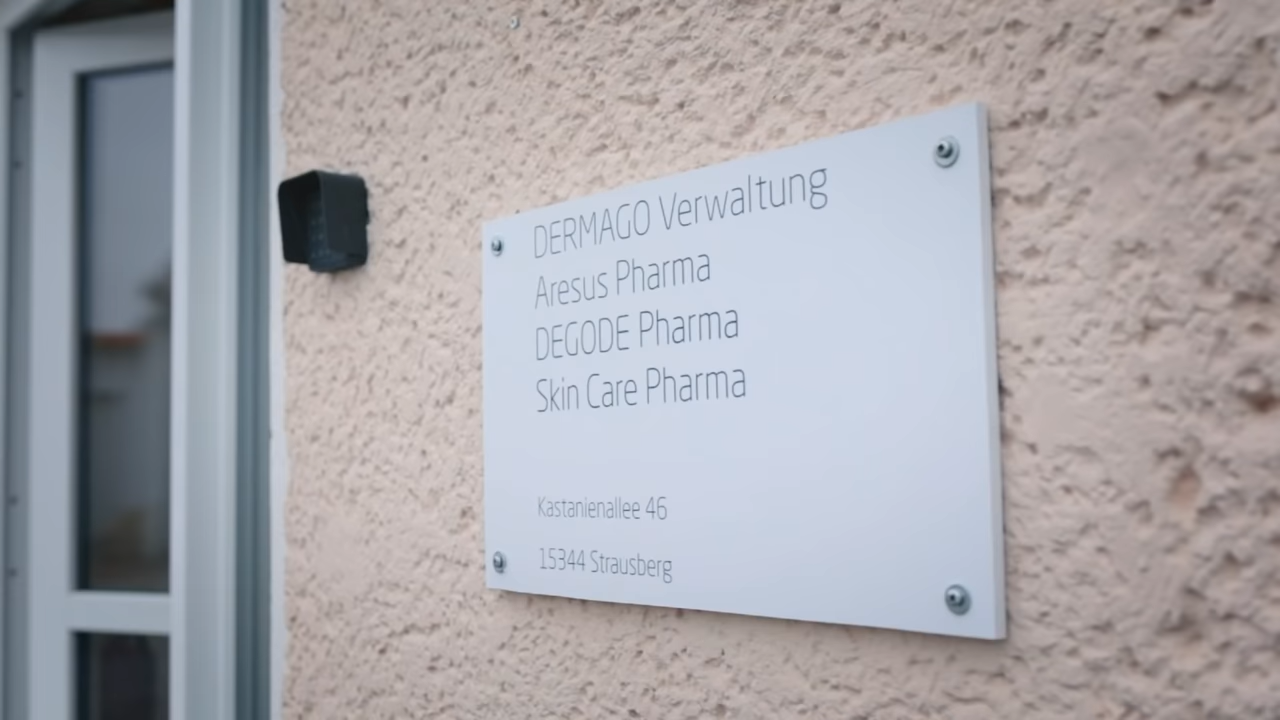 DERMAGO Verwaltung
Aresus Pharma
DEGODE Pharma
Skin Care Pharma
Kastanienallee 46
15344 Strausberg